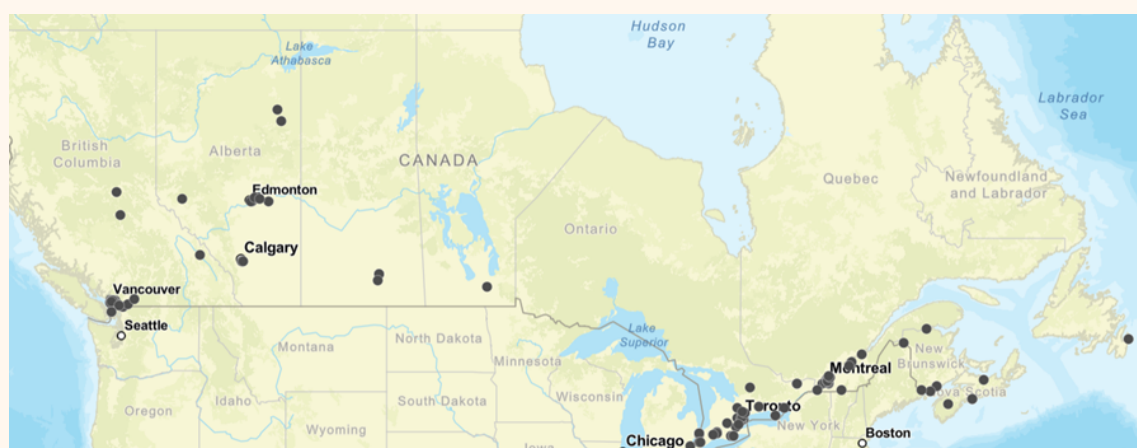 Hudson
Bay
Lake
Athabasca
Labrador
Sea
British
Columbia
Alberta
CANADA
Edmonton
Quebec
Newfoundland
and Labrador
Ontario
Calgary
Vancouver
Seattle
Lake
Superior
North Dakota
Montana
Minnesota
Montreal
New
Brunswick
Nova Scotia
Oregon
Idaho
South Dakota
Wisconsin
Toronto
Wyoming
Iowa
Chicago
New York
Boston